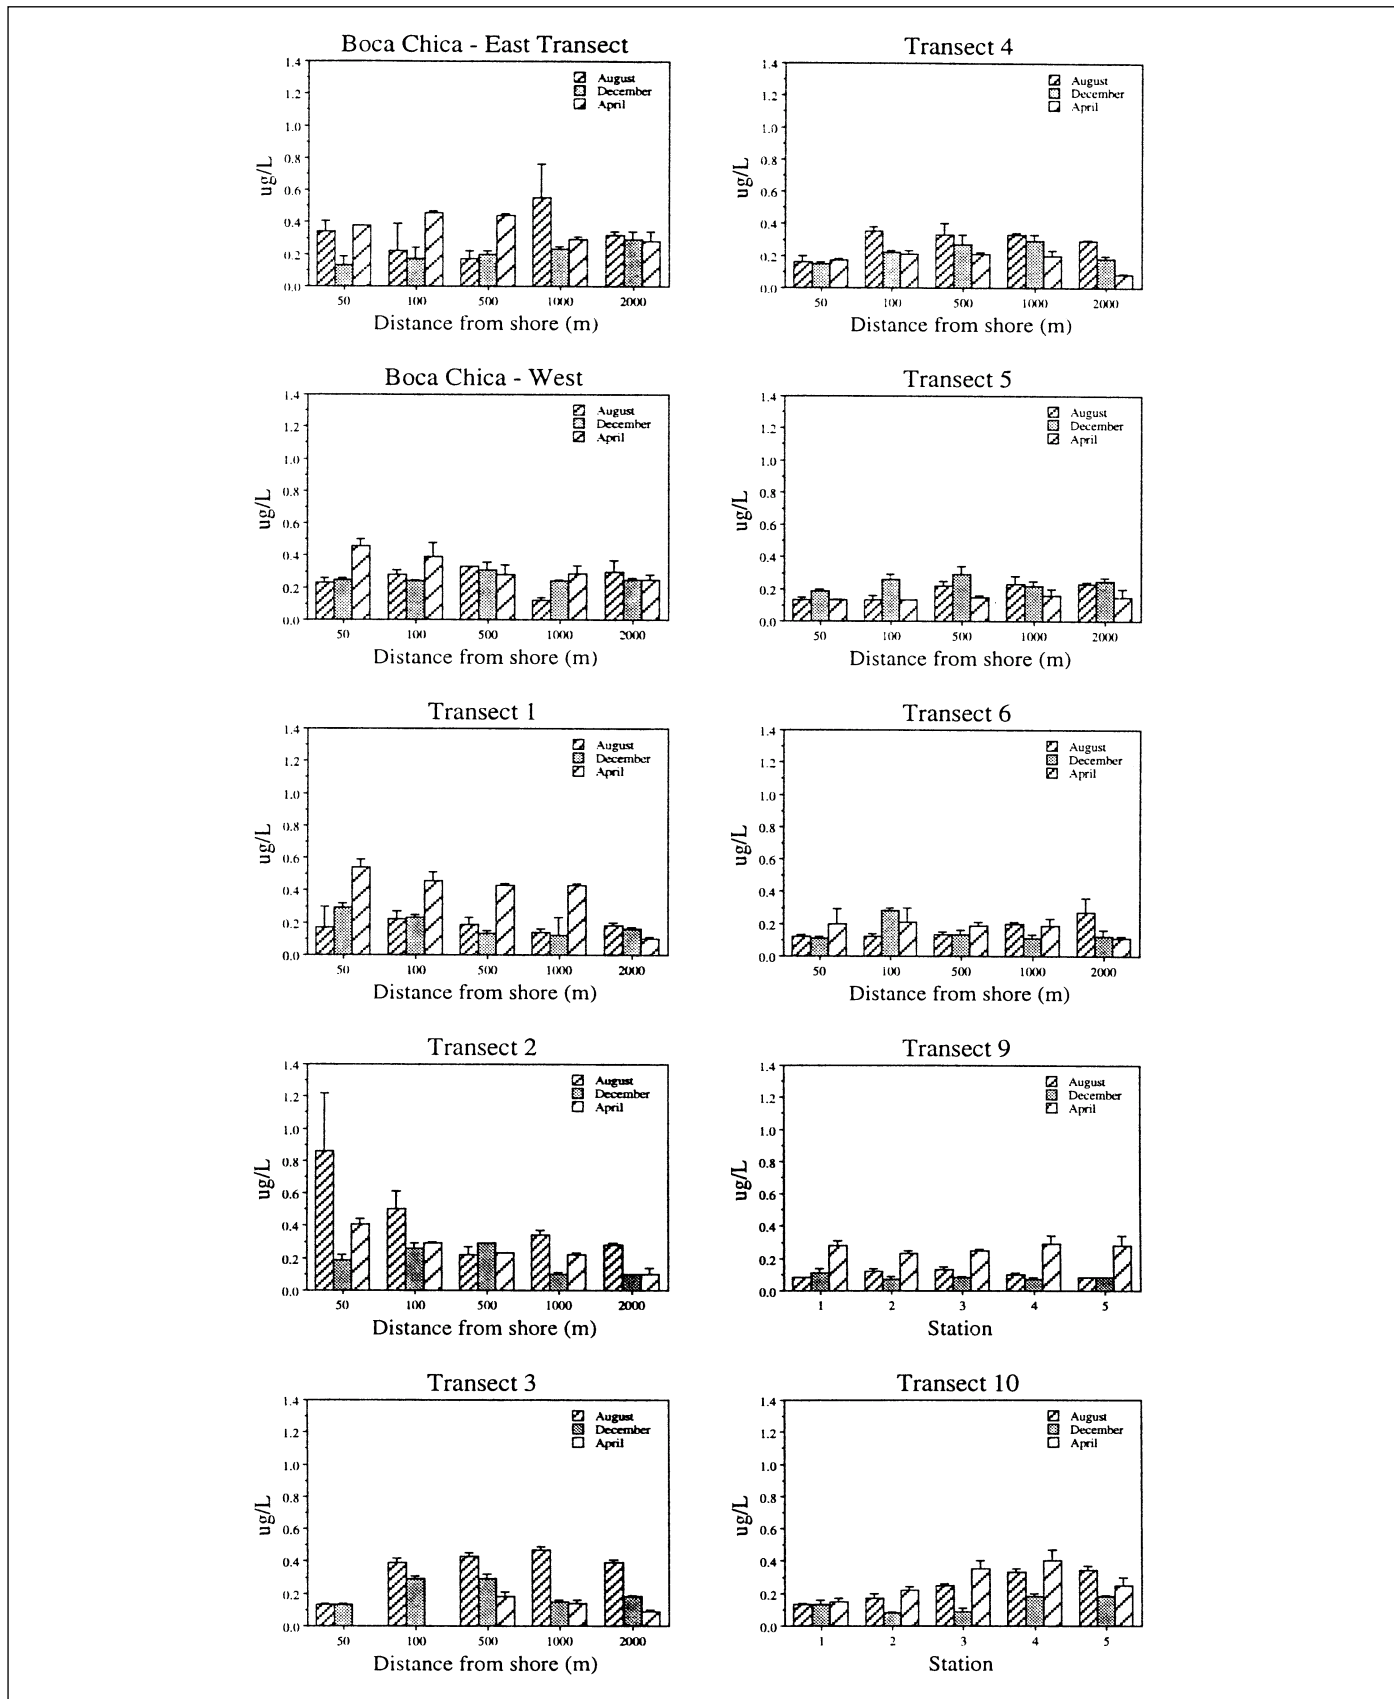 Boca Chica - East Transect
1.4
1.2
1.0
0.8
0.6
0.4
0.2
0.0
ug/L
August
December
April
50 100 500 1000 2000
Distance from shore (m)
Boca Chica - West
1.4
1.2
1.0
0.8
0.6
0.4
0.2
0.0
ug/L
August
December
April
50 100 500 1000 2000
Distance from shore (m)
Transect 1
1.4
1.2
1.0
0.8
0.6
0.4
0.2
0.0
ug/L
August
December
April
50 100 500 1000 2000
Distance from shore (m)
Transect 2
1.4
1.2
1.0
0.8
0.6
0.4
0.2
0.0
ug/L
August
December
April
50 100 500 1000 2000
Distance from shore (m)
Transect 3
1.4
1.2
1.0
0.8
0.6
0.4
0.2
0.0
ug/L
August
December
April
50 100 500 1000 2000
Distance from shore (m)
Transect 4
1.4
1.2
1.0
0.8
0.6
0.4
0.2
0.0
ug/L
August
December
April
50 100 500 1000 2000
Distance from shore (m)
Transect 5
1.4
1.2
1.0
0.8
0.6
0.4
0.2
0.0
ug/L
August
December
April
50 100 500 1000 2000
Distance from shore (m)
Transect 6
1.4
1.2
1.0
0.8
0.6
0.4
0.2
0.0
ug/L
August
December
April
50 100 500 1000 2000
Distance from shore (m)
Transect 9
1.4
1.2
1.0
0.8
0.6
0.4
0.2
0.0
ug/L
August
December
April
1 2 3 4 5
Station
Transect 10
1.4
1.2
1.0
0.8
0.6
0.4
0.2
0.0
ug/L
August
December
April
1 2 3 4 5
Station